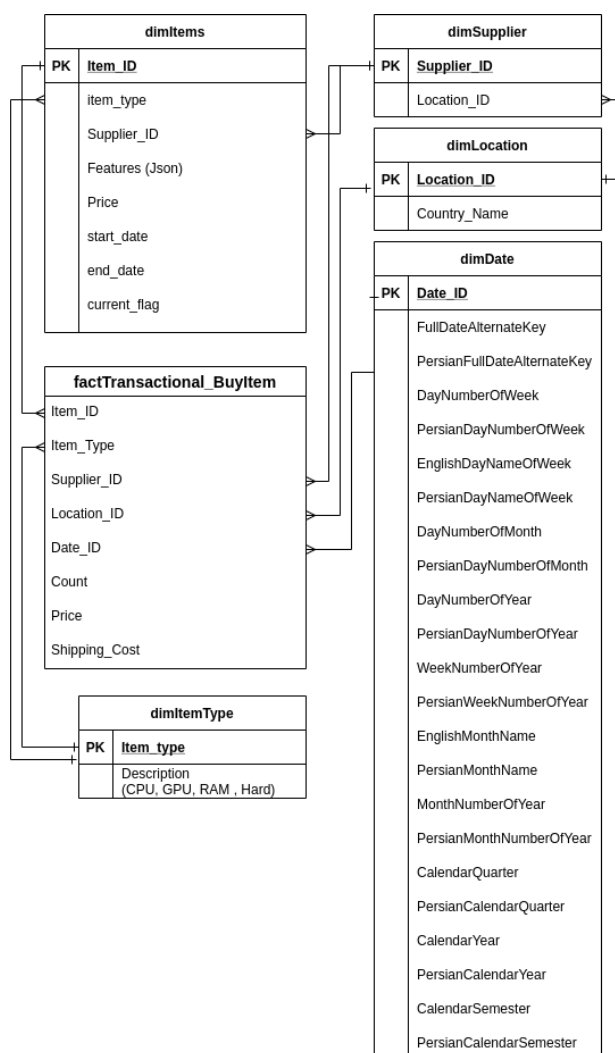 dimItems
PK Item_ID
item_type
Supplier_ID
Features (Json)
Price
start_date
end_date
current_flag
factTransactional_BuyItem
Item_ID
Item_Type
Supplier_ID
Location_ID
Date_ID
Count
Price
Shipping_Cost
dimItemType
PK Item_type
Description
(CPU, GPU, RAM , Hard)
dimSupplier
PK Supplier_ID
Location_ID
dimLocation
PK Location_ID
Country_Name
dimDate
PK Date_ID
FullDateAlternateKey
PersianFullDateAlternateKey
DayNumberOfWeek
PersianDayNumberOfWeek
EnglishDayNameOfWeek
PersianDayNameOfWeek
DayNumberOfMonth
PersianDayNumberOfMonth
DayNumberOfYear
PersianDayNumberOfYear
WeekNumberOfYear
PersianWeekNumberOfYear
EnglishMonthName
PersianMonthName
MonthNumberOfYear
PersianMonthNumberOfYear
CalendarQuarter
PersianCalendarQuarter
CalendarYear
PersianCalendarYear
CalendarSemester
PersianCalendarSemester